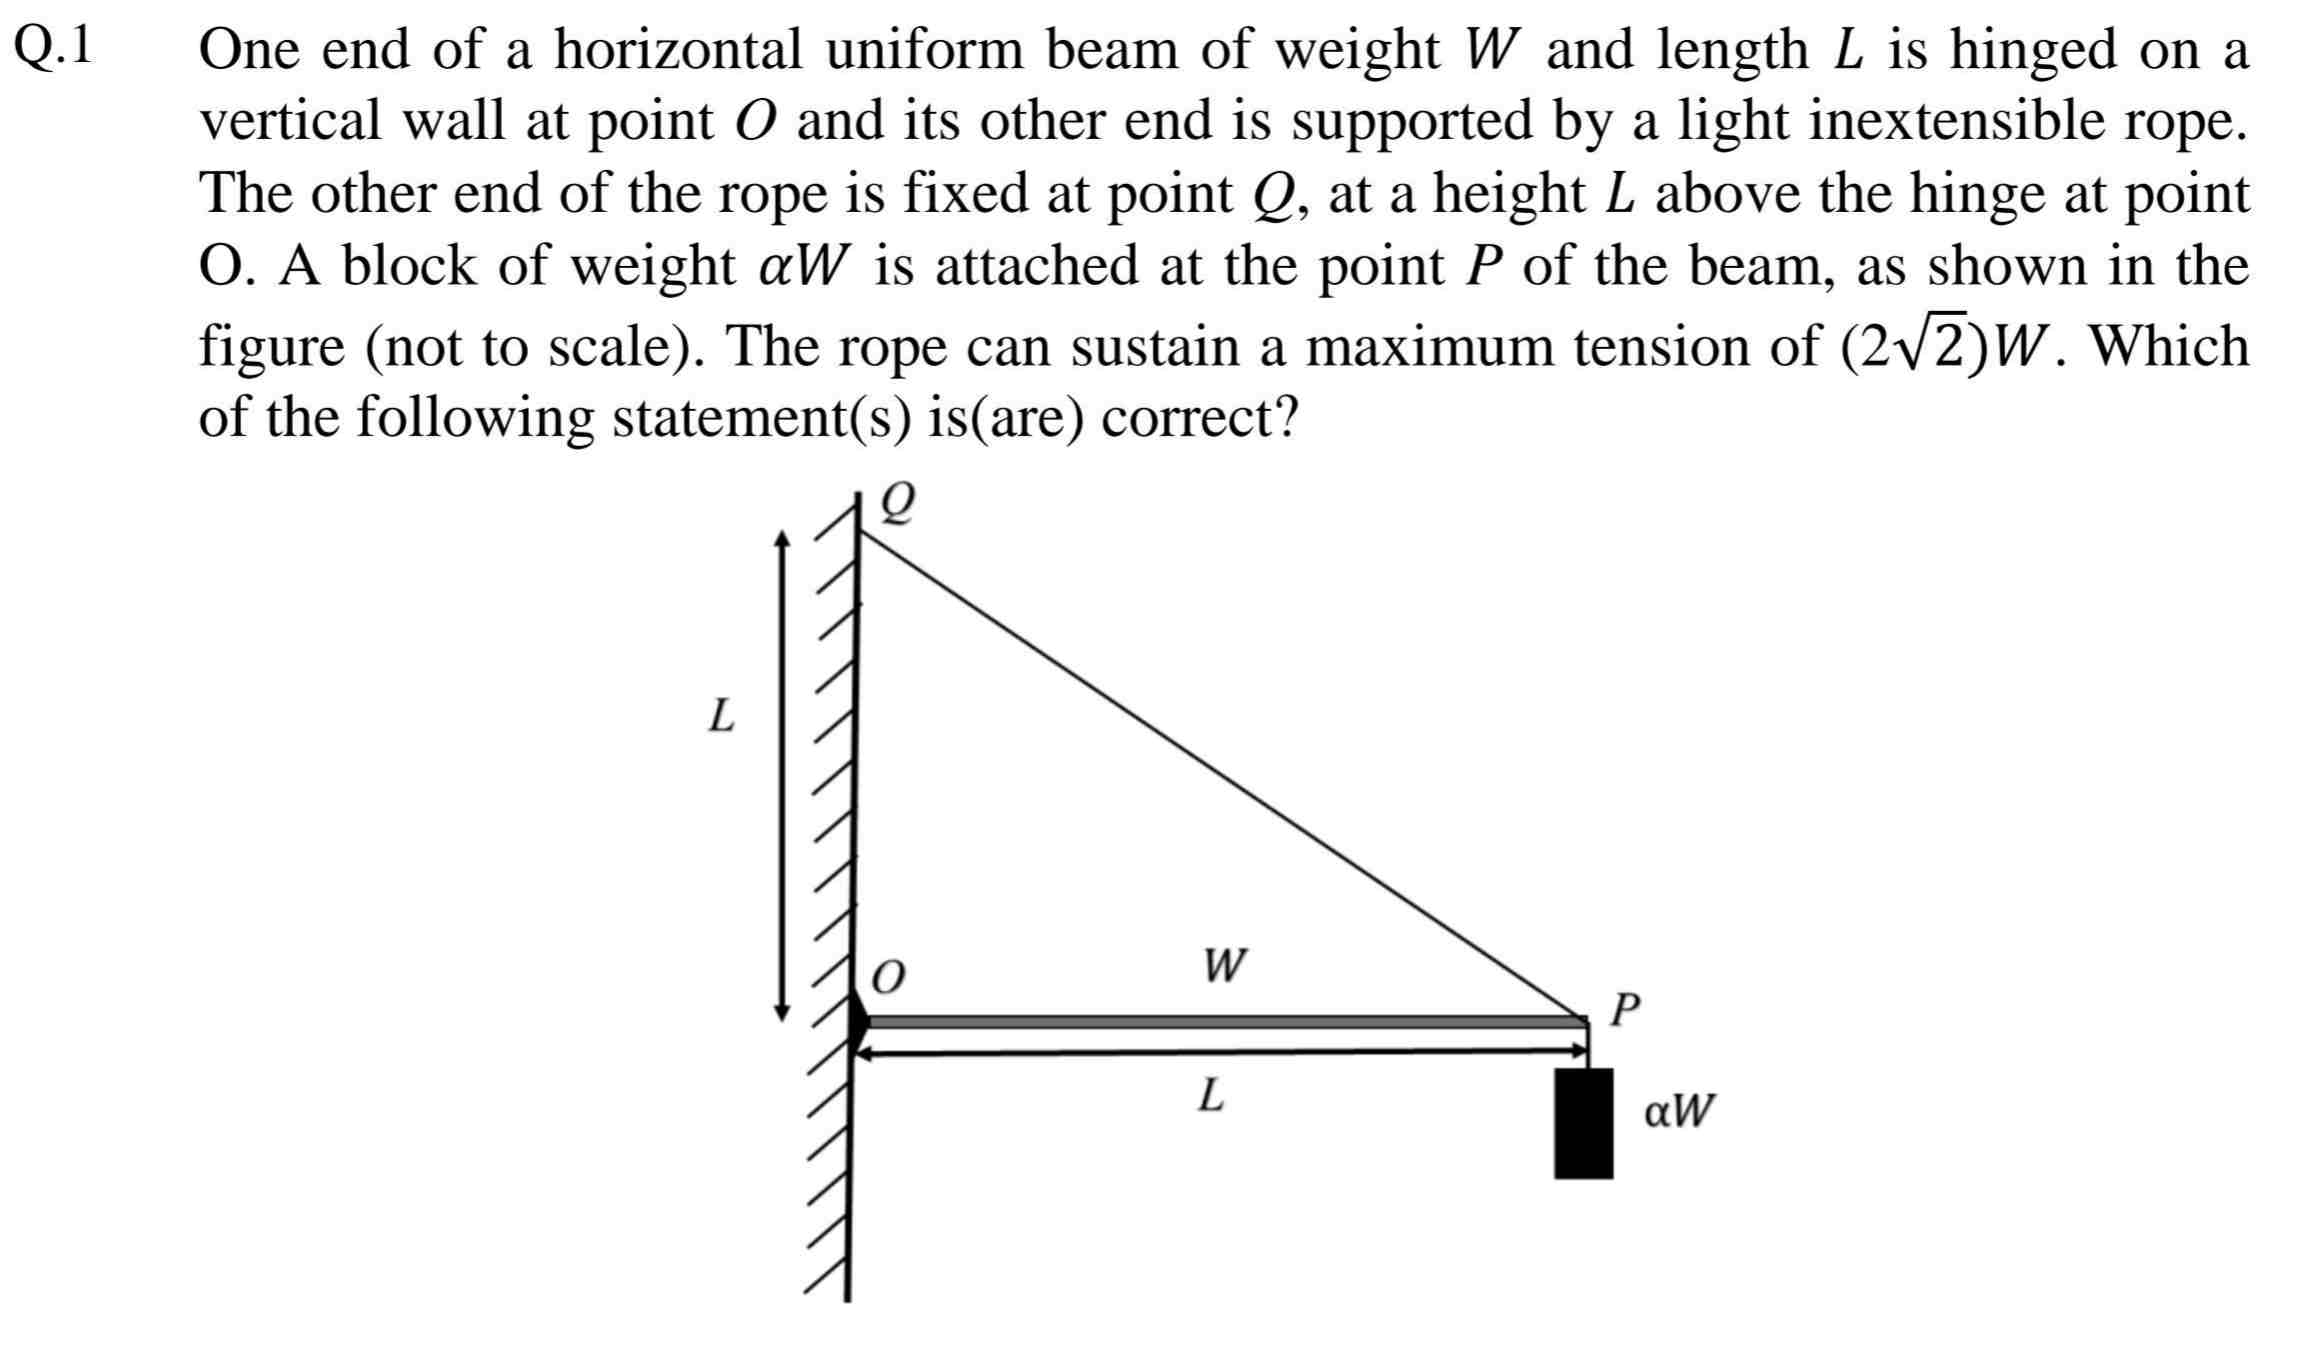 Q.1 One end of a horizontal uniform beam of weight W and length L is hinged on a
vertical wall at point O and its other end is supported by a light inextensible rope.
The other end of the rope is fixed at point Q, at a height L above the hinge at point
O. A block of weight αW is attached at the point P of the beam, as shown in the
figure (not to scale). The rope can sustain a maximum tension of (2√2)W. Which
of the following statement(s) is(are) correct?
Q
L
O
W
P
L
αW